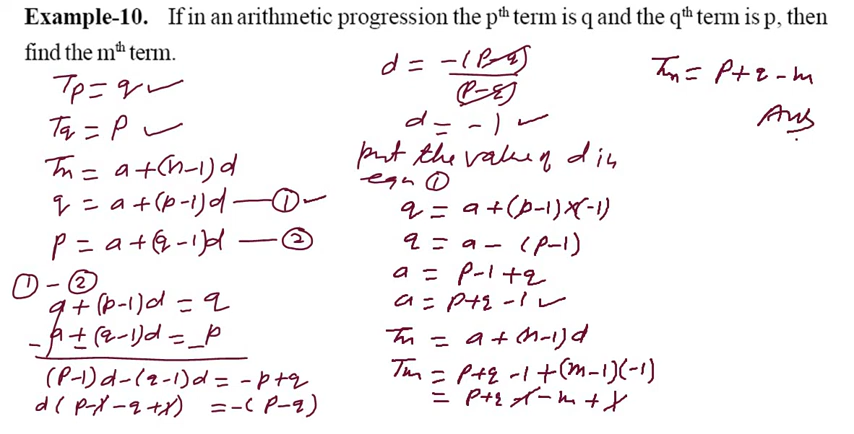 Example-10. If in an arithmetic progression the pth term is q and the qth term is p, then
find the mth term.
Tp = q ✓
Tq = p ✓
Tn = a+(n-1)d
q = a+(p-1)d —① ✓
p = a+(q-1)d —②
①-②
a+(p-1)d = q
-a±(q-1)d = _p
(p-1)d-(q-1)d = -p+q
d(p-1-q+1) = -(p-q)
d = -(p-q)/(p-q)
d = -1 ✓
put the value of d in
eqn ①
q = a+(p-1)x(-1)
q = a-(p-1)
a = p-1+q
a = p+q-1 ✓
Tn = a+(n-1)d
Tm = p+q-1+(m-1)(-1)
= p+q-1-m+1
Tm = p+q-m
Ans